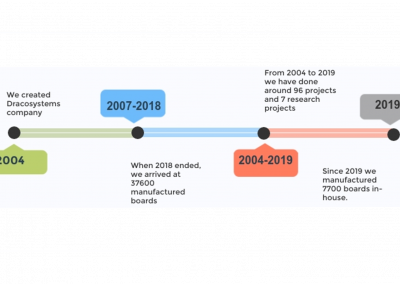 We created
Dracosystems
company
2004
2007-2018
When 2018 ended,
we arrived at
37600
manufactured
boards
From 2004 to 2019
we have done
around 96 projects
and 7 research
projects
2004-2019
2019
Since 2019 we
manufactured
7700 boards in-
house.